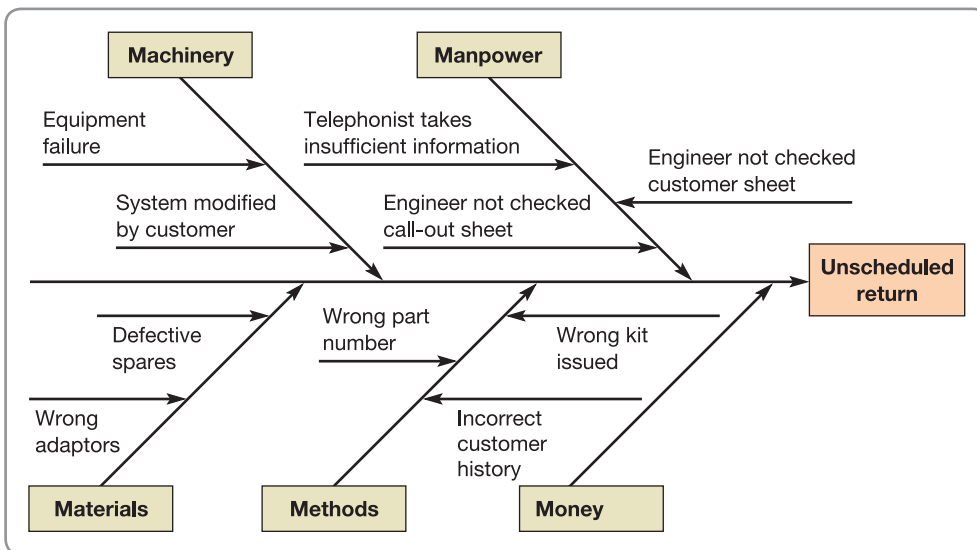 Machinery
Manpower
Equipment
failure
Telephonist takes
insufficient information
Engineer not checked
customer sheet
System modified
by customer
Engineer not checked
call-out sheet
Unscheduled
return
Defective
spares
Wrong part
number
Wrong kit
issued
Wrong
adaptors
Incorrect
customer
history
Materials
Methods
Money